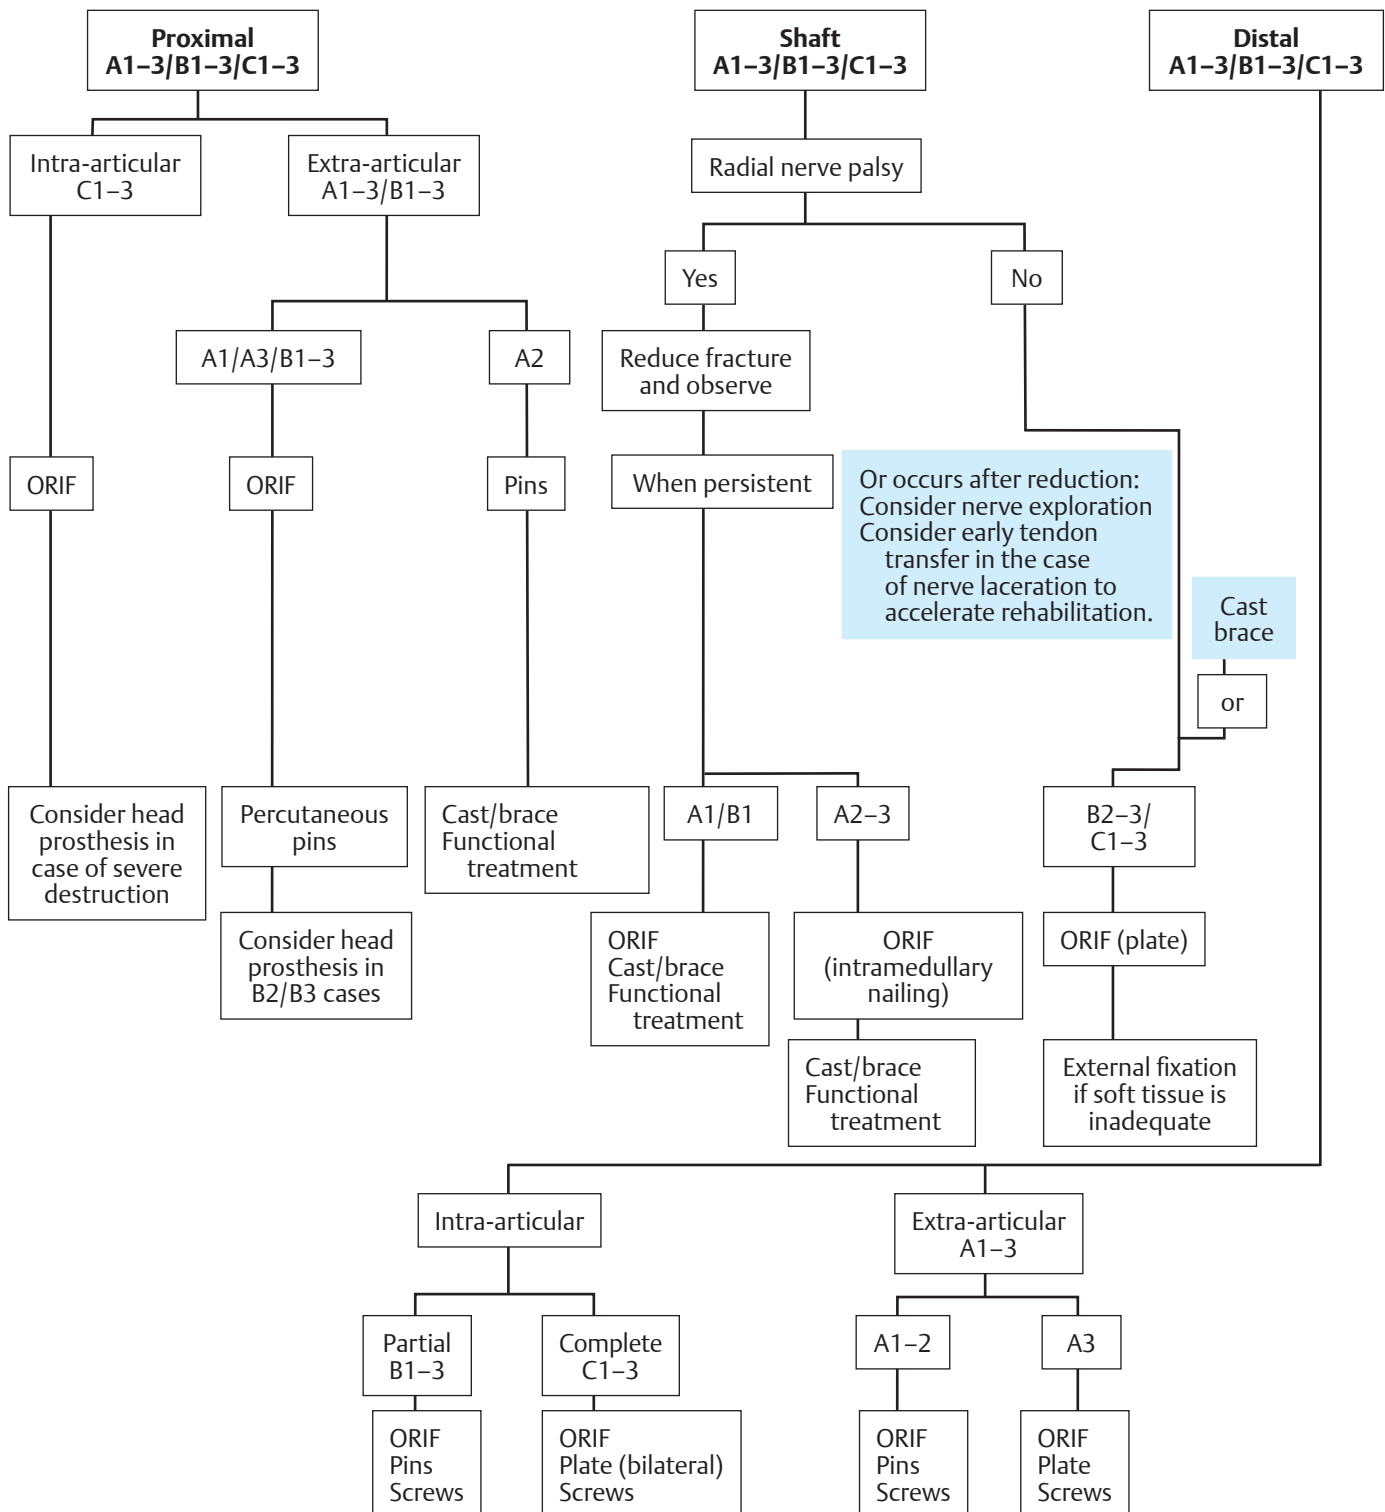 Proximal
A1–3/B1–3/C1–3
Shaft
A1–3/B1–3/C1–3
Distal
A1–3/B1–3/C1–3
Intra-articular
C1–3
Extra-articular
A1–3/B1–3
Radial nerve palsy
Yes
No
A1/A3/B1–3
A2
Reduce fracture
and observe
ORIF
ORIF
Pins
When persistent
Or occurs after reduction:
Consider nerve exploration
Consider early tendon
transfer in the case
of nerve laceration to
accelerate rehabilitation.
Cast
brace
or
Consider head
prosthesis in
case of severe
destruction
Percutaneous
pins
Cast/brace
Functional
treatment
A1/B1
A2–3
B2–3/
C1–3
Consider head
prosthesis in
B2/B3 cases
ORIF
Cast/brace
Functional
treatment
ORIF
(intramedullary
nailing)
ORIF (plate)
Cast/brace
Functional
treatment
External fixation
if soft tissue is
inadequate
Intra-articular
Extra-articular
A1–3
Partial
B1–3
Complete
C1–3
A1–2
A3
ORIF
Pins
Screws
ORIF
Plate (bilateral)
Screws
ORIF
Pins
Screws
ORIF
Plate
Screws